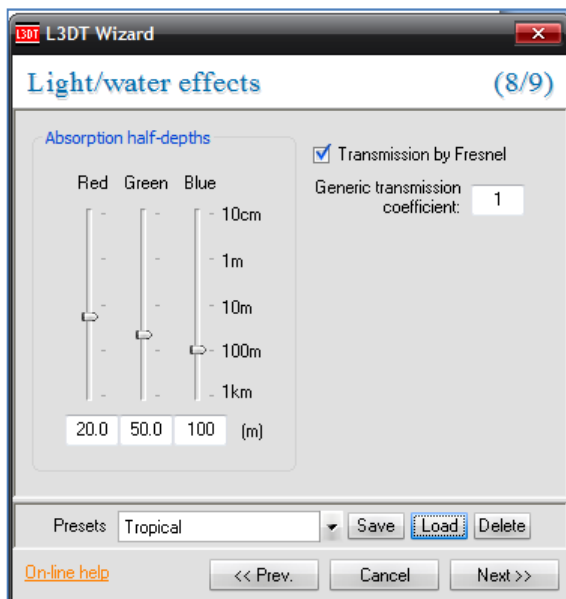 L3DT L3DT Wizard
Light/water effects (8/9)
Absorption half-depths
Red Green Blue
10cm
1m
10m
100m
1km
20.0 50.0 100 (m)
Transmission by Fresnel
Generic transmission
coefficient: 1
Presets Tropical Save Load Delete
On-line help << Prev. Cancel Next >>